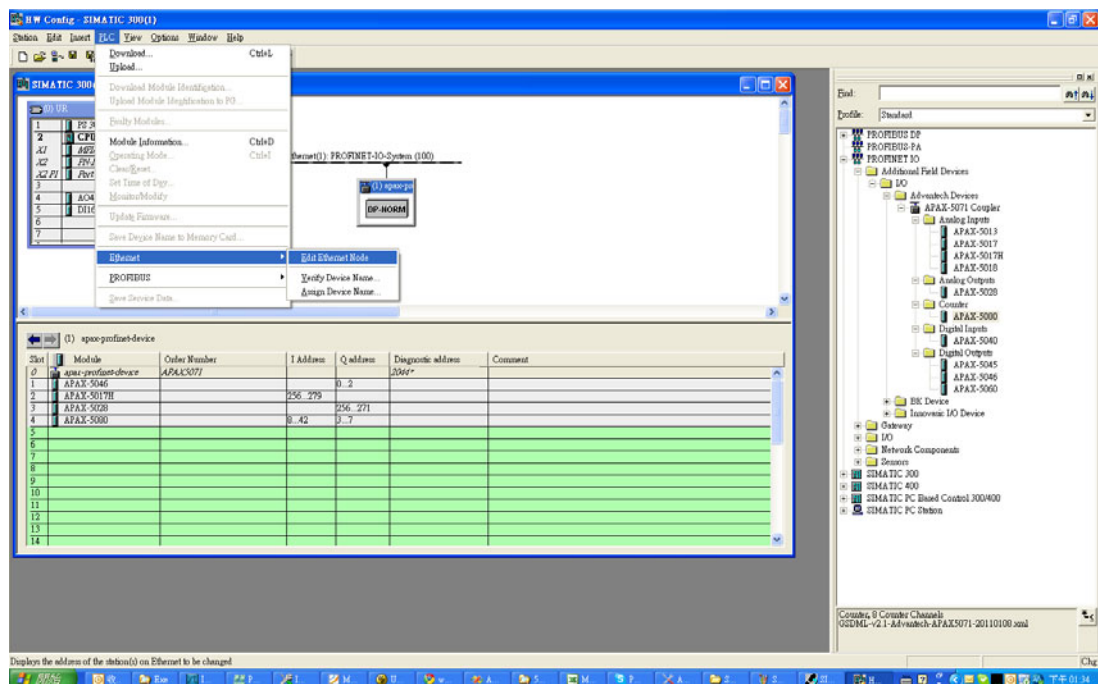 HW Config - SIMATIC 300(1)
Station Edit Insert PLC View Options Window Help
Download... Ctrl+L
Upload...
Download Module Identification...
Upload Module Identification to PG...
Faulty Modules...
Module Information... Ctrl+D
Operating Mode... Ctrl+I
Clear/Reset...
Set Time of Day...
Monitor/Modify
Update Firmware...
Save Device Name to Memory Card...
Ethernet
PROFIBUS
Save Service Data...
Edit Ethernet Node
Verify Device Name...
Assign Device Name...
SIMATIC 300
(0) UR
1 PS 30
2 CPU
X1
X2 PN-I
X2 P1 Port
3
4 AO4
5 DI16
6
7
thernet(1): PROFINET-IO-System (100)
(1) apax-pr
DP-NORM
(1) apax-profinet-device
Slot Module Order Number I Address Q address Diagnostic address Comment
0 apax-profinet-device APAX5071 2044*
1 APAX-5046 0..2
2 APAX-5017H 256..279
3 APAX-5028 256..271
4 APAX-5080 8..42 3..7
5
6
7
8
9
10
11
12
13
14
Find:
Profile: Standard
PROFIBUS DP
PROFIBUS-PA
PROFINET IO
Additional Field Devices
I/O
Advantech Devices
APAX-5071 Coupler
Analog Inputs
APAX-5013
APAX-5017
APAX-5017H
APAX-5018
Analog Outputs
APAX-5028
Counter
APAX-5080
Digital Inputs
APAX-5040
Digital Outputs
APAX-5045
APAX-5046
APAX-5060
BK Device
Innovasic I/O Device
Gateway
I/O
Network Components
Sensors
SIMATIC 300
SIMATIC 400
SIMATIC PC Based Control 300/400
SIMATIC PC Station
Counter, 8 Counter Channels
GSDML-v2.1-Advantech-APAX5071-20110108.xml
Displays the address of the station(s) on Ethernet to be changed
Chg
開始
下午 01:34